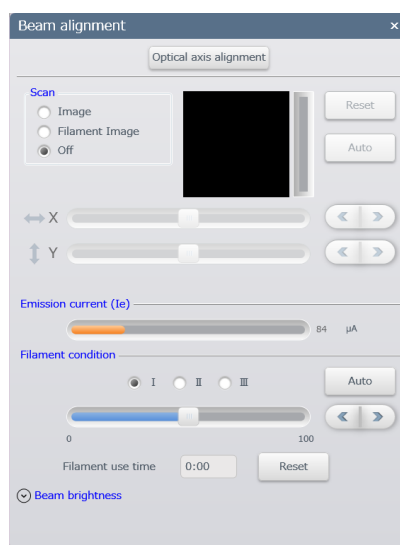 Beam alignment ×
Optical axis alignment
Scan
Image
Filament Image
Off
Reset
Auto
X
Y
Emission current (Ie)
84 μA
Filament condition
I II III
Auto
0 100
Filament use time 0:00 Reset
Beam brightness